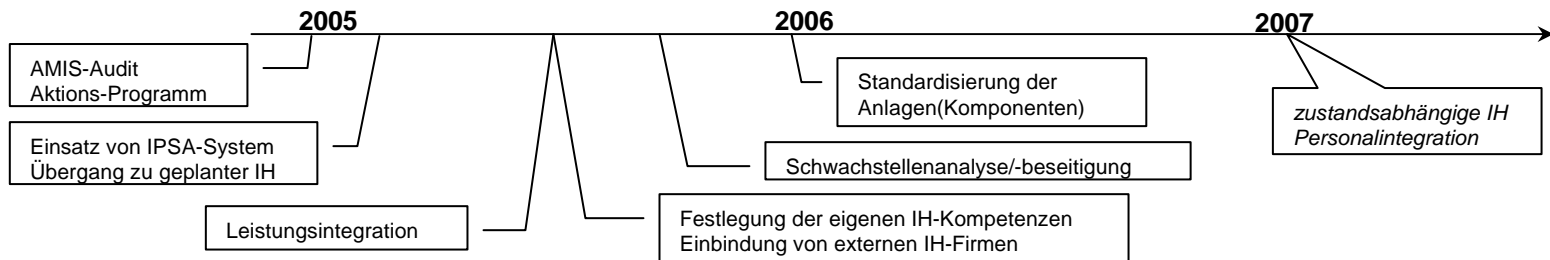 2005
2006
2007
AMIS-Audit
Aktions-Programm
Einsatz von IPSA-System
Übergang zu geplanter IH
Leistungsintegration
Festlegung der eigenen IH-Kompetenzen
Einbindung von externen IH-Firmen
Schwachstellenanalyse/-beseitigung
Standardisierung der
Anlagen(Komponenten)
zustandsabhängige IH
Personalintegration